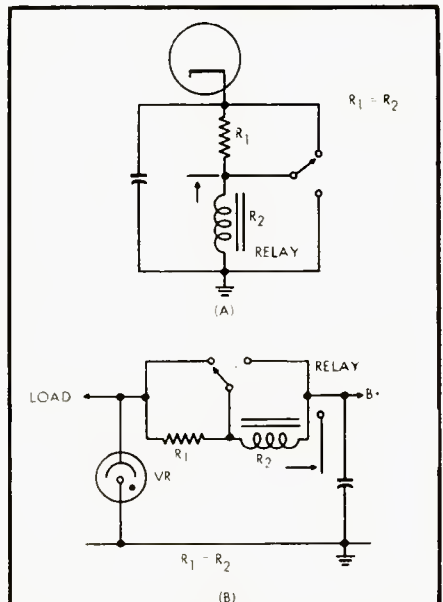 R1 = R2
R1
R2
RELAY
(A)
RELAY
LOAD
B+
R1
R2
VR
R1 - R2
(B)